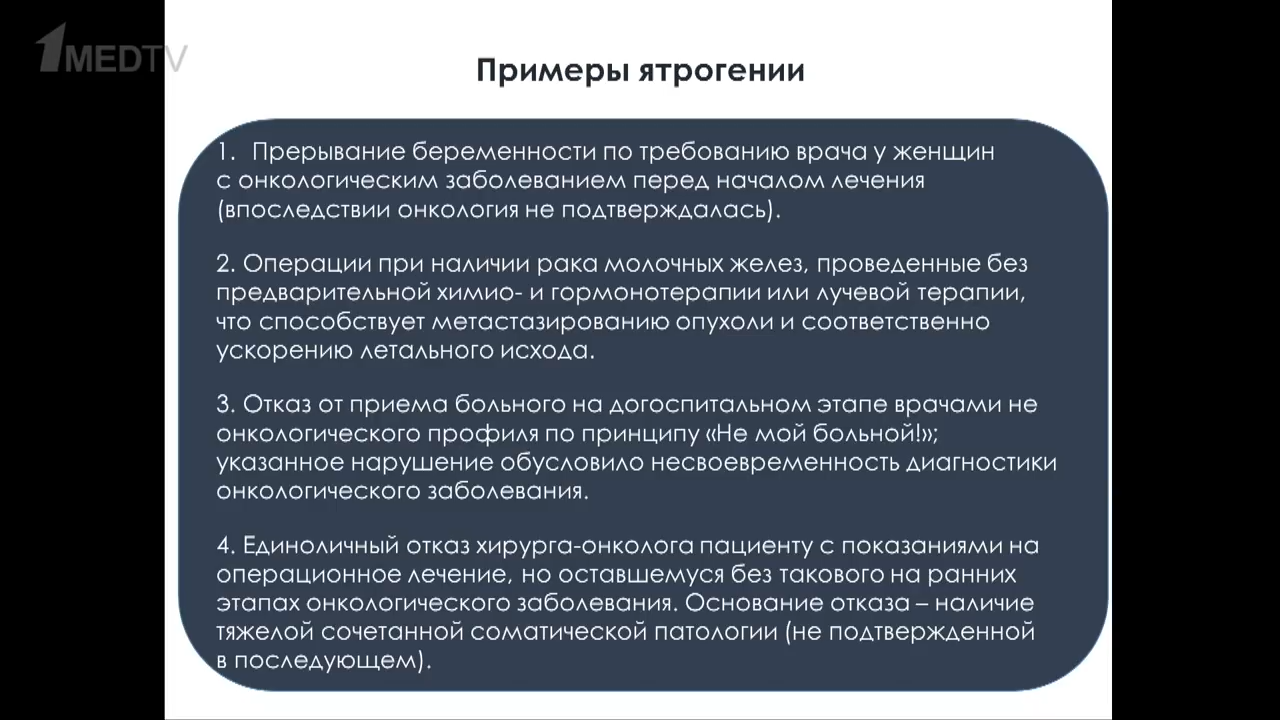 1MEDTV
Примеры ятрогении
1. Прерывание беременности по требованию врача у женщин
с онкологическим заболеванием перед началом лечения
(впоследствии онкология не подтверждалась).
2. Операции при наличии рака молочных желез, проведенные без
предварительной химио- и гормонотерапии или лучевой терапии,
что способствует метастазированию опухоли и соответственно
ускорению летального исхода.
3. Отказ от приема больного на догоспитальном этапе врачами не
онкологического профиля по принципу «Не мой больной!»;
указанное нарушение обусловило несвоевременность диагностики
онкологического заболевания.
4. Единоличный отказ хирурга-онколога пациенту с показаниями на
операционное лечение, но оставшемуся без такового на ранних
этапах онкологического заболевания. Основание отказа – наличие
тяжелой сочетанной соматической патологии (не подтвержденной
в последующем).